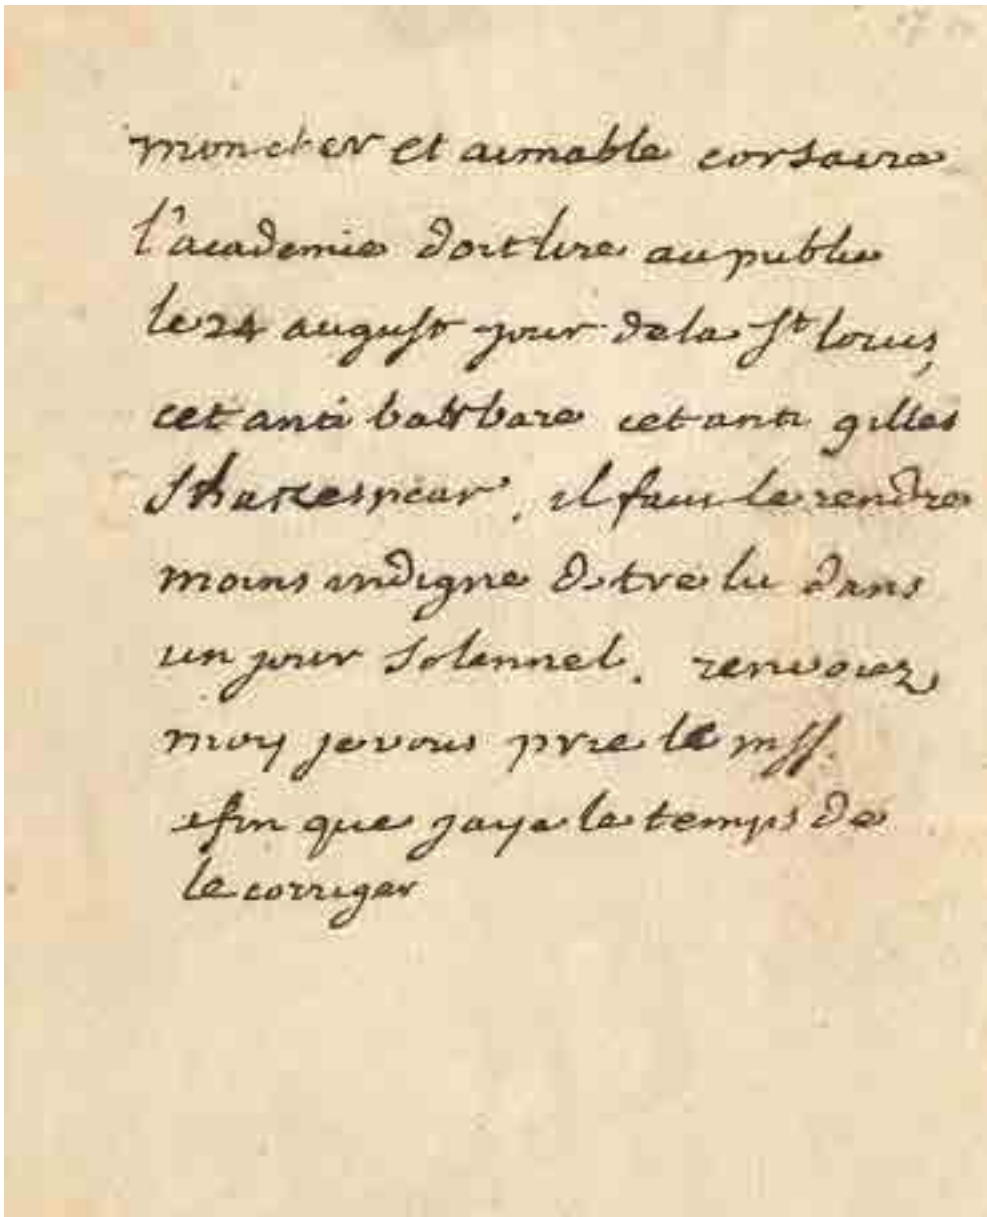 mon cher et aimable corsaire
l'academie doit lire au public
le 24 august jour de la st louis,
cet anti barbare cet anti gilles
Shakespear, il faut le rendre
moins indigne detre lu dans
un jour solennel. renvoiez
moy je vous prie le mss.
afin que jaye le temps de
le corriger